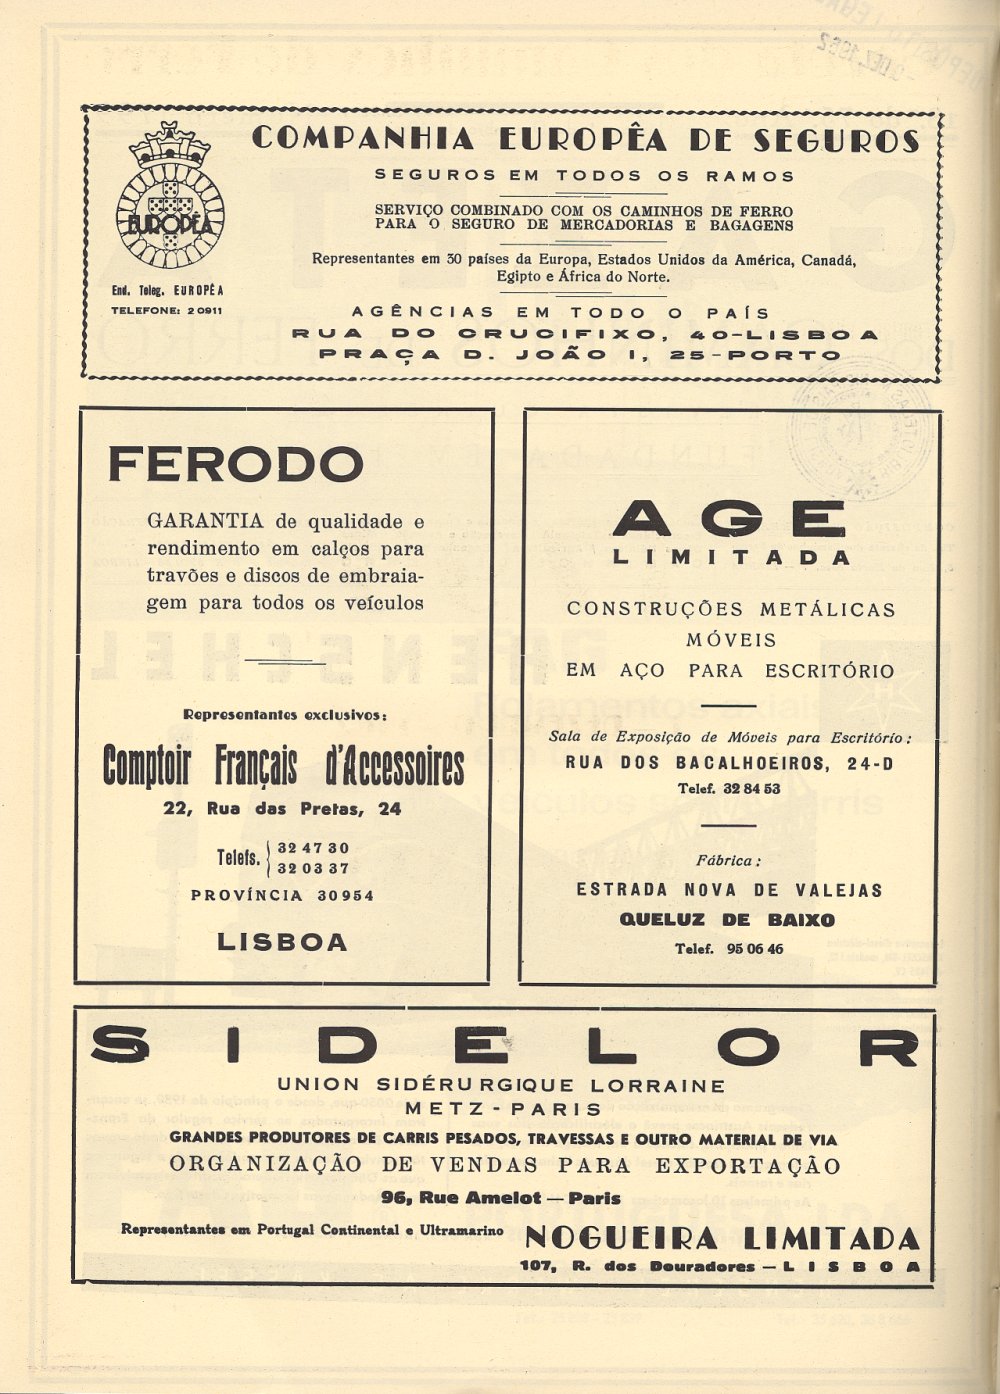 COMPANHIA EUROPÊA DE SEGUROS
SEGUROS EM TODOS OS RAMOS
SERVIÇO COMBINADO COM OS CAMINHOS DE FERRO
PARA O SEGURO DE MERCADORIAS E BAGAGENS
Representantes em 30 países da Europa, Estados Unidos da América, Canadá,
Egipto e África do Norte.
AGÊNCIAS EM TODO O PAÍS
RUA DO CRUCIFIXO, 40-LISBOA
PRAÇA D. JOÃO I, 25-PORTO
EUROPÊA
End. Teleg. EUROPÊA
TELEFONE: 2 0911
FERODO
GARANTIA de qualidade e
rendimento em calços para
travões e discos de embraia-
gem para todos os veículos
Representantes exclusivos:
Comptoir Français d'Accessoires
22, Rua das Pretas, 24
Telefs. 32 47 30
32 03 37
PROVÍNCIA 30954
LISBOA
AGE
LIMITADA
CONSTRUÇÕES METÁLICAS
MÓVEIS
EM AÇO PARA ESCRITÓRIO
Sala de Exposição de Móveis para Escritório:
RUA DOS BACALHOEIROS, 24-D
Telef. 32 84 53
Fábrica:
ESTRADA NOVA DE VALEJAS
QUELUZ DE BAIXO
Telef. 95 06 46
SIDELOR
UNION SIDÉRURGIQUE LORRAINE
METZ - PARIS
GRANDES PRODUTORES DE CARRIS PESADOS, TRAVESSAS E OUTRO MATERIAL DE VIA
ORGANIZAÇÃO DE VENDAS PARA EXPORTAÇÃO
96, Rue Amelot — Paris
Representantes em Portugal Continental e Ultramarino NOGUEIRA LIMITADA
107, R. dos Douradores — LISBOA